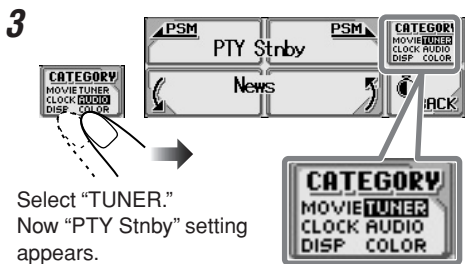 3
PSM PSM
PTY Stnby
News
BACK
CATEGORY
MOVIE TUNER
CLOCK AUDIO
DISP COLOR
CATEGORY
MOVIE TUNER
CLOCK AUDIO
DISP COLOR
Select “TUNER.”
Now “PTY Stnby” setting
appears.
CATEGORY
MOVIE TUNER
CLOCK AUDIO
DISP COLOR